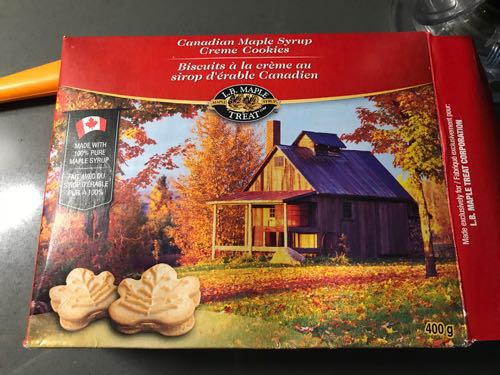 Canadian Maple Syrup
Creme Cookies
Biscuits à la crème au
sirop d'érable Canadien
L.B. MAPLE
TREAT
MADE WITH
100% PURE
MAPLE SYRUP
FAIT AVEC DU
SIROP D'ÉRABLE
PUR À 100%
400 g
Made exclusively for / Fabriqué exclusivement pour:
L.B. MAPLE TREAT CORPORATION